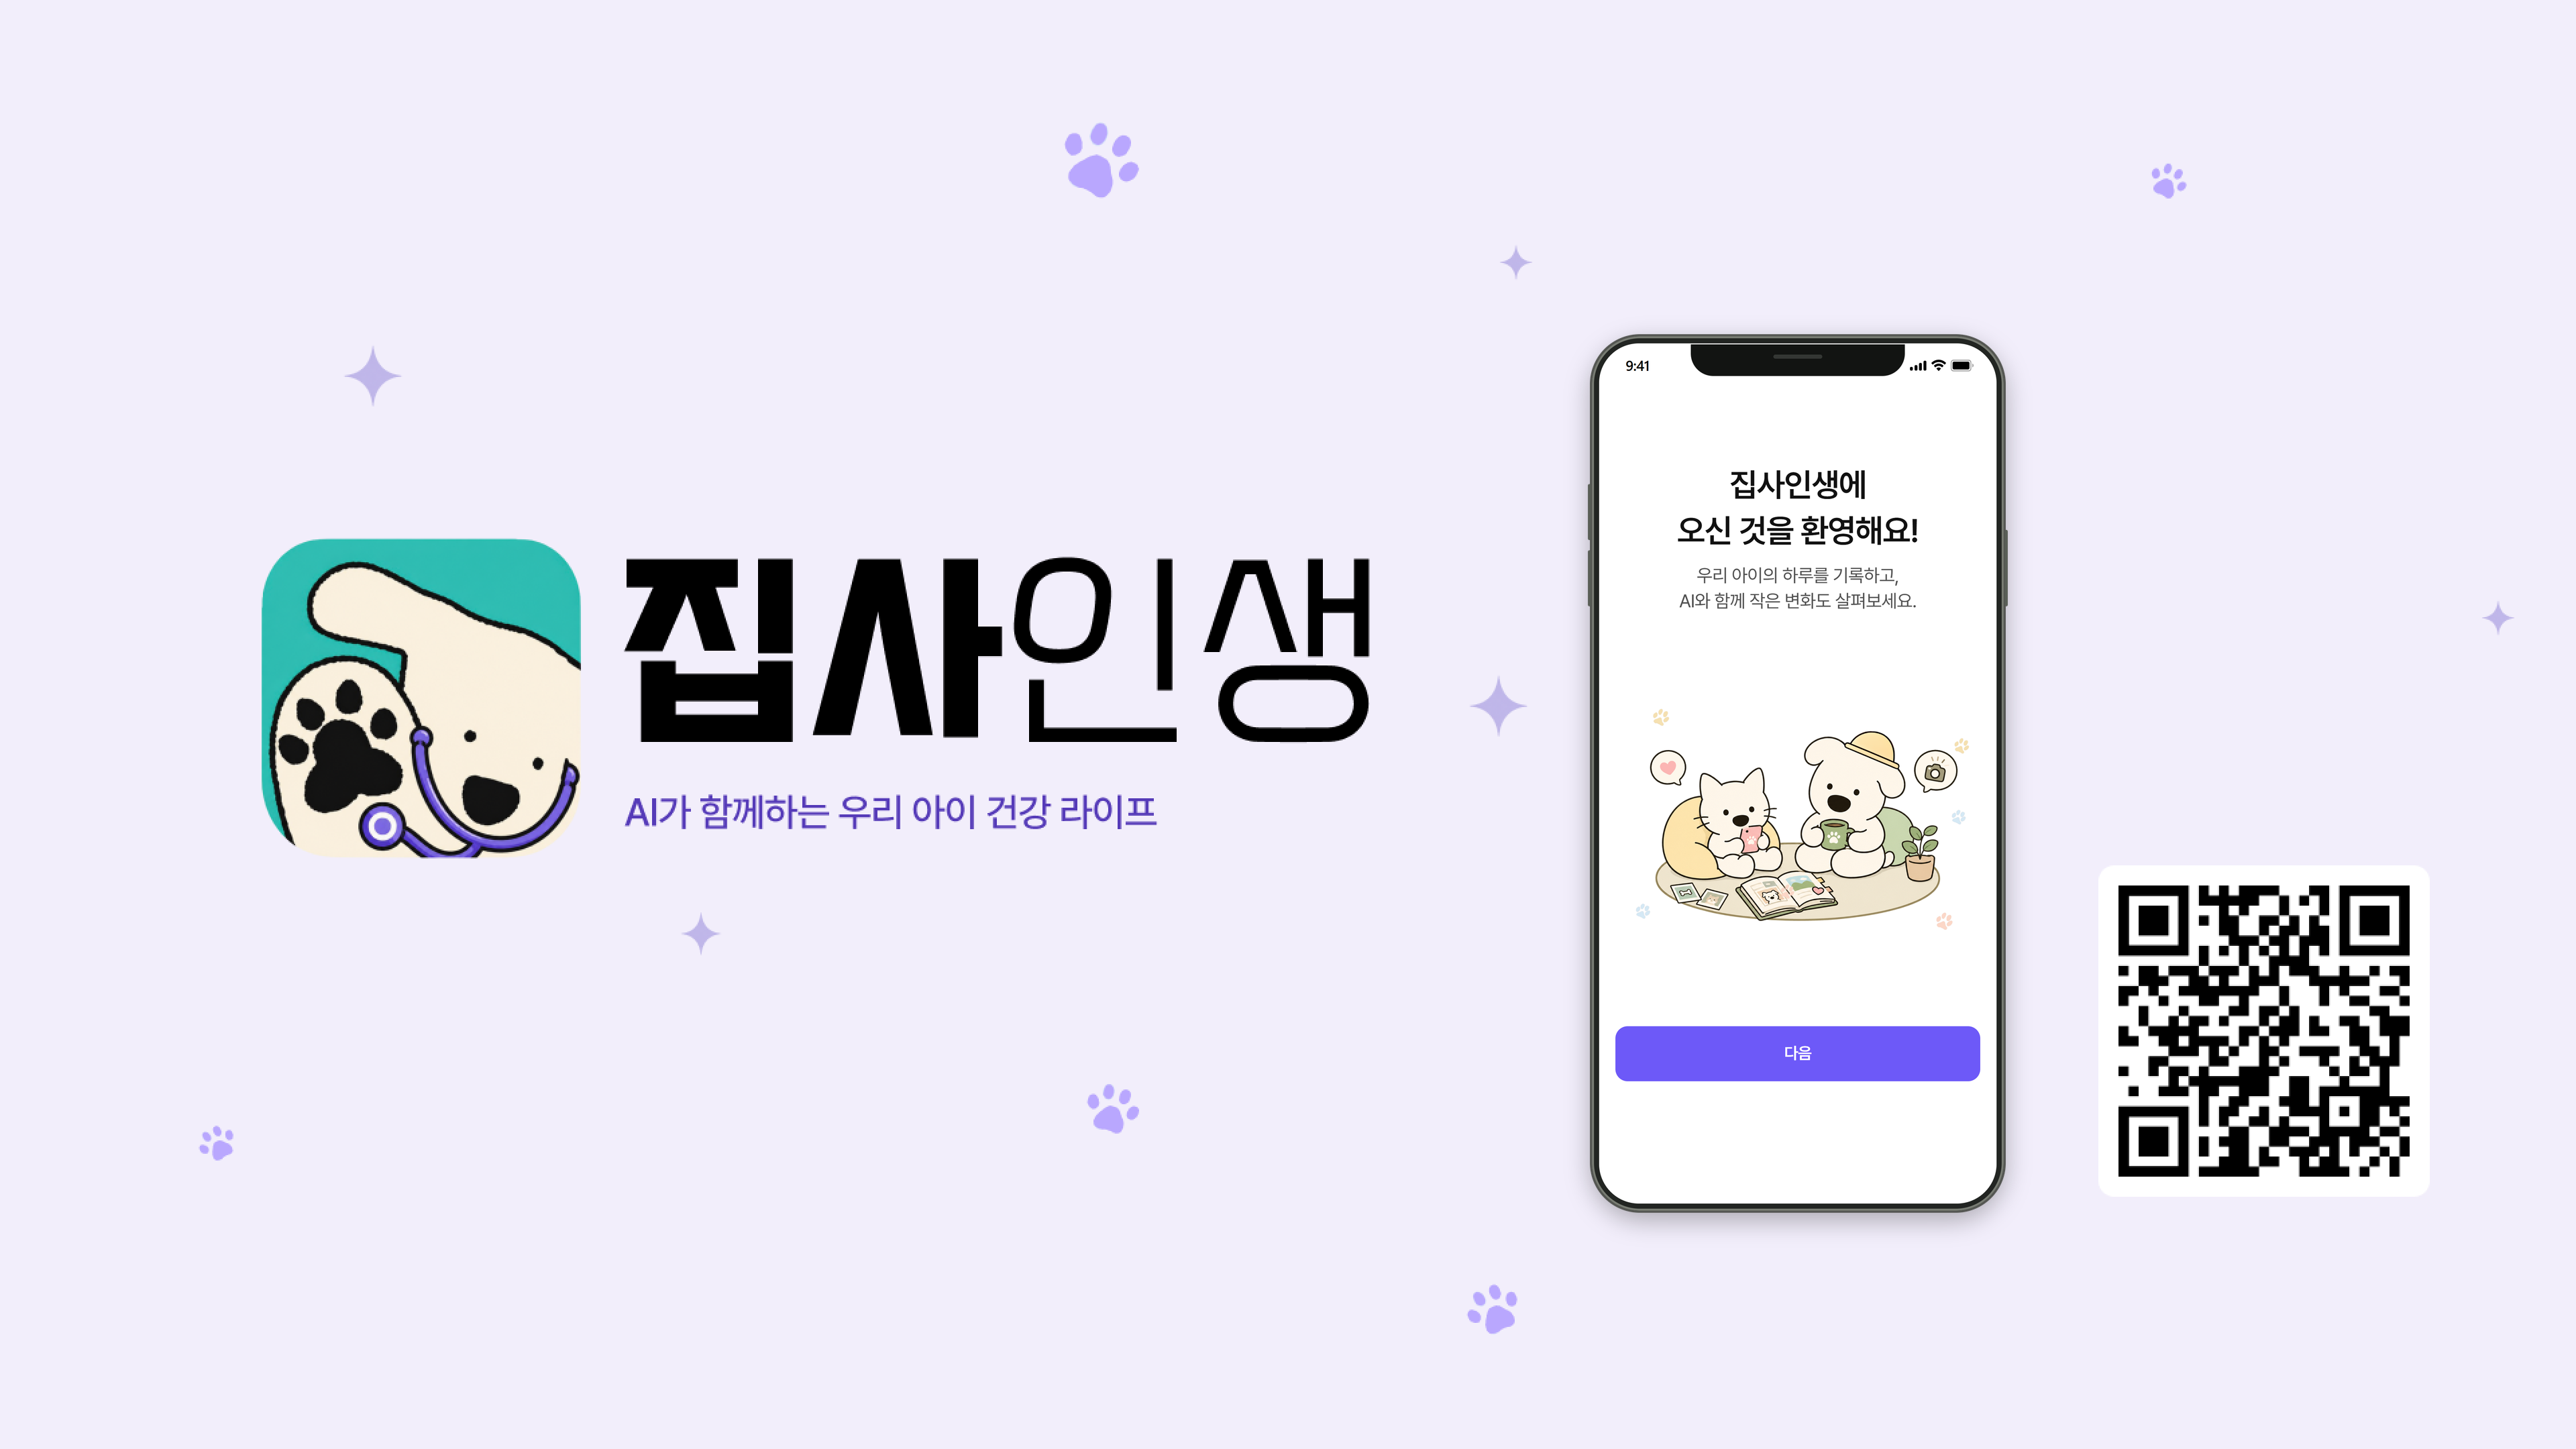 집사인생
AI가 함께하는 우리 아이 건강 라이프
9:41
집사인생에
오신 것을 환영해요!
우리 아이의 하루를 기록하고,
AI와 함께 작은 변화도 살펴보세요.
다음